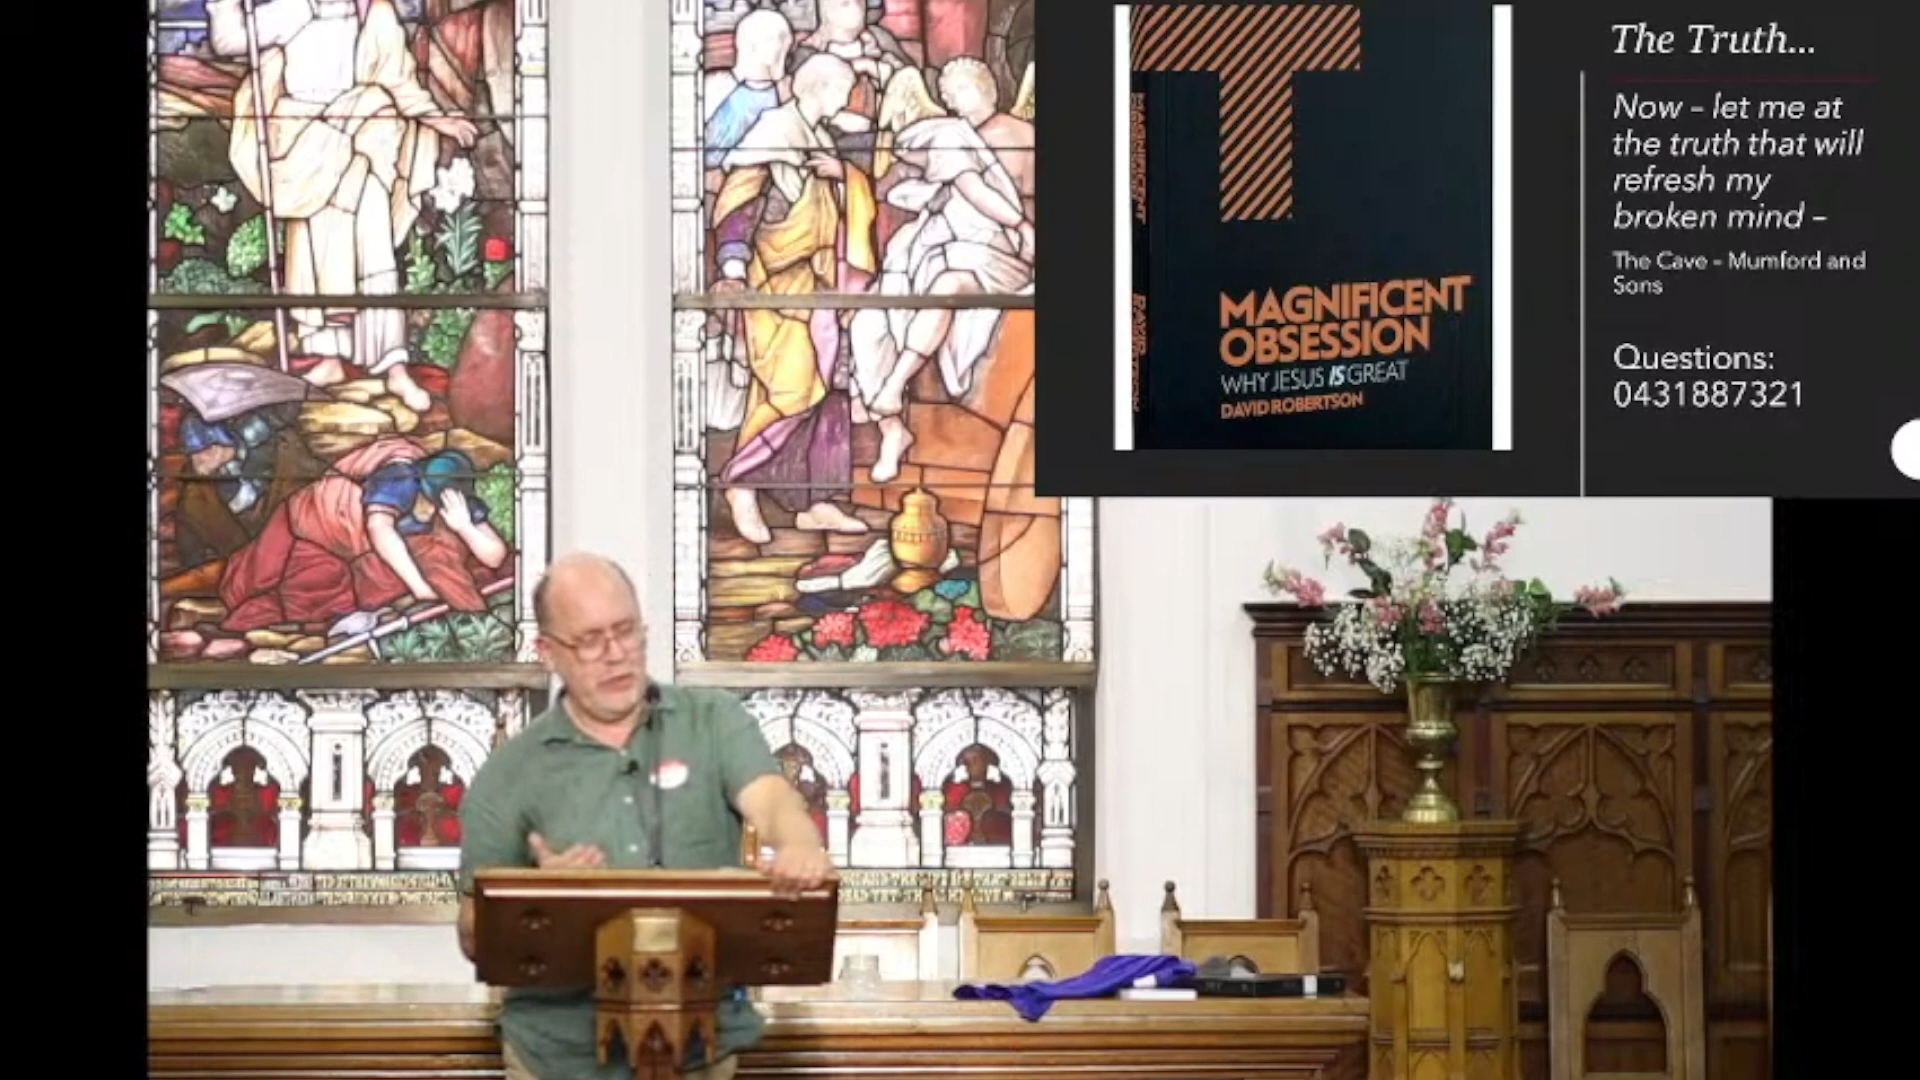 The Truth...
Now – let me at
the truth that will
refresh my
broken mind –
The Cave – Mumford and
Sons
Questions:
0431887321
MAGNIFICENT
OBSESSION
WHY JESUS IS GREAT
DAVID ROBERTSON
MAGNIFICENT